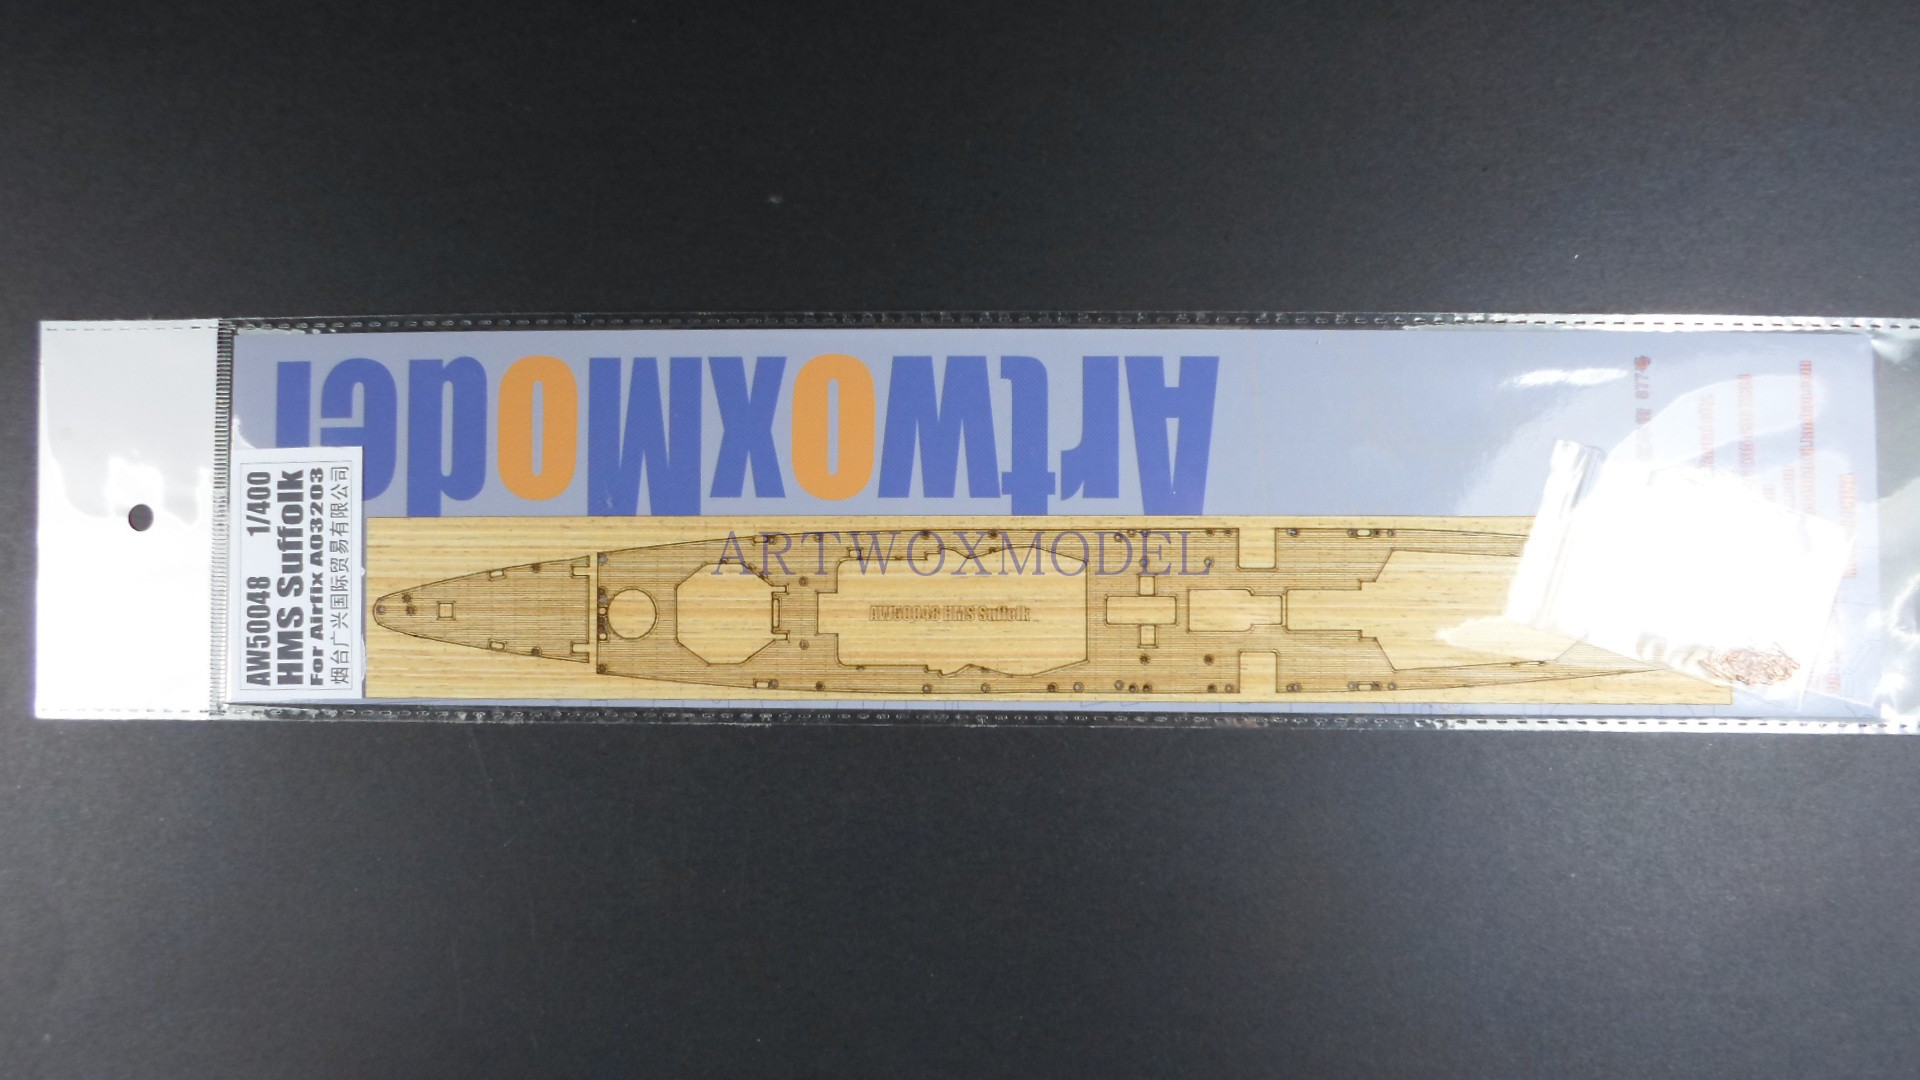 ArtwoxModel
AW50048 1/400
HMS Suffolk
For Airfix A03203
烟台广兴国际贸易有限公司
ARTWOXMODEL
AW50048 HMS Suffolk